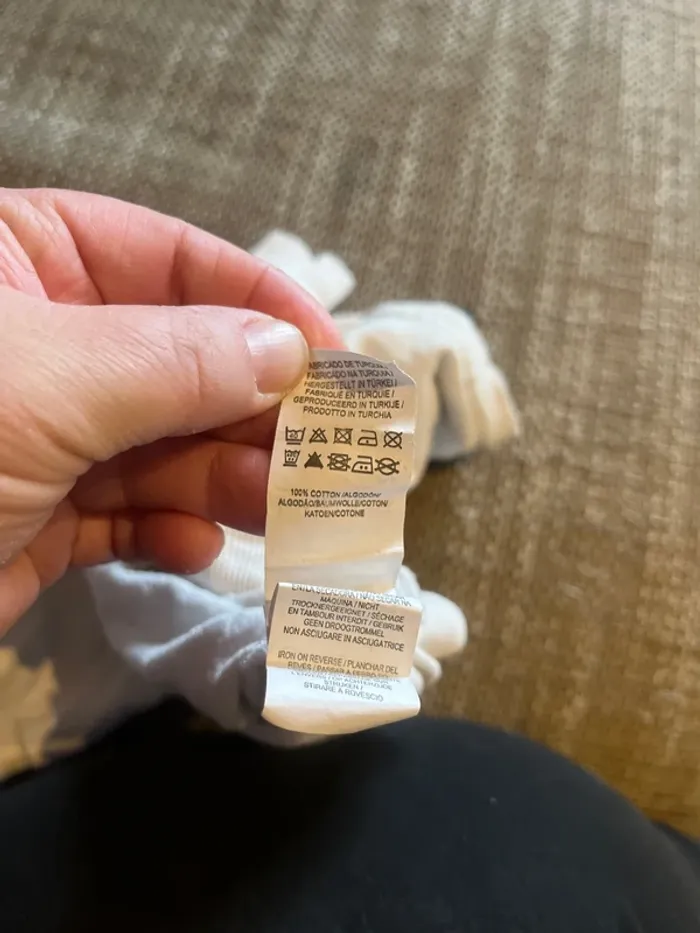 FABRICADO NA TURQUIA /
HERGESTELLT IN TÜRKEI /
FABRIQUÉ EN TURQUIE /
GEPRODUCEERD IN TURKIJE /
PRODOTTO IN TURCHIA
100% COTTON /ALGODÓN/
ALGODÃO/BAUMWOLLE/COTON/
KATOEN/COTONE
MAQUINA / NICHT
TROCKNERGEEIGNET / SÉCHAGE
EN TAMBOUR INTERDIT / GEBRUIK
GEEN DROOGTROMMEL
NON ASCIUGARE IN ASCIUGATRICE
IRON ON REVERSE / PLANCHAR DEL
STRIJKEN /
STIRARE A ROVESCIO